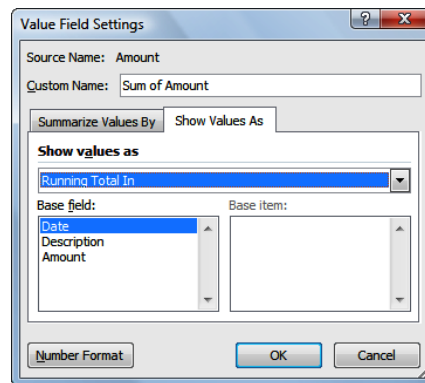 Value Field Settings
Source Name: Amount
Custom Name: Sum of Amount
Summarize Values By Show Values As
Show values as
Running Total In
Base field: Base item:
Date
Description
Amount
Number Format OK Cancel